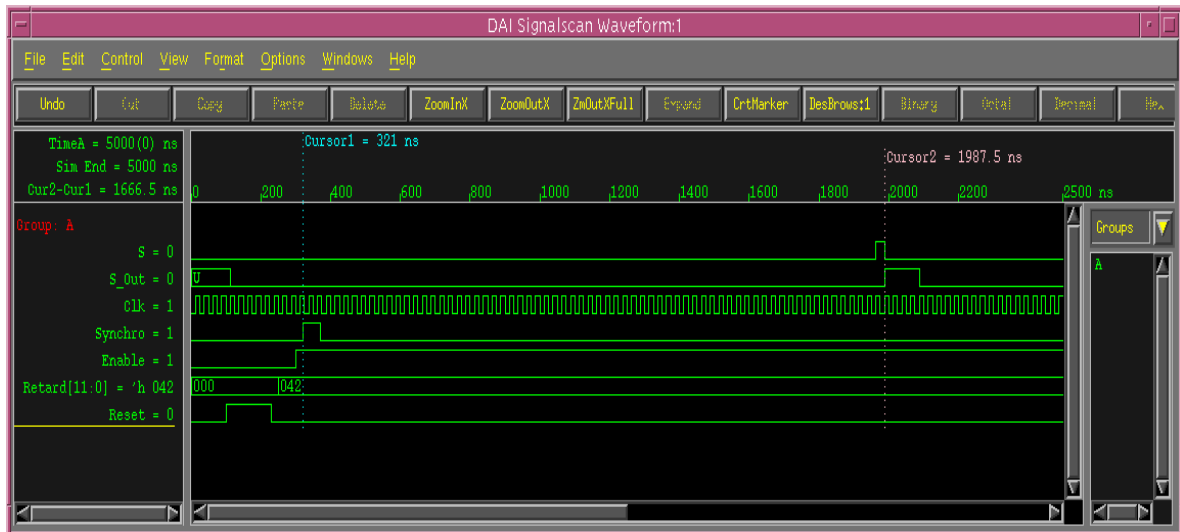 DAI Signalscan Waveform:1
File Edit Control View Format Options Windows Help
Undo Cut Copy Paste Delete ZoomInX ZoomOutX ZmOutXFull Expand CrtMarker DesBrows:1 Binary Octal Decimal Hex
TimeA = 5000(0) ns
Cursor1 = 321 ns
Sim End = 5000 ns
Cursor2 = 1987.5 ns
Cur2-Cur1 = 1666.5 ns
0 200 400 600 800 1000 1200 1400 1600 1800 2000 2200 2500 ns
Group: A
Groups
S = 0
A
S_Out = 0 U
Clk = 1
Synchro = 1
Enable = 1
Retard[11:0] = 'h 042 000 042
Reset = 0